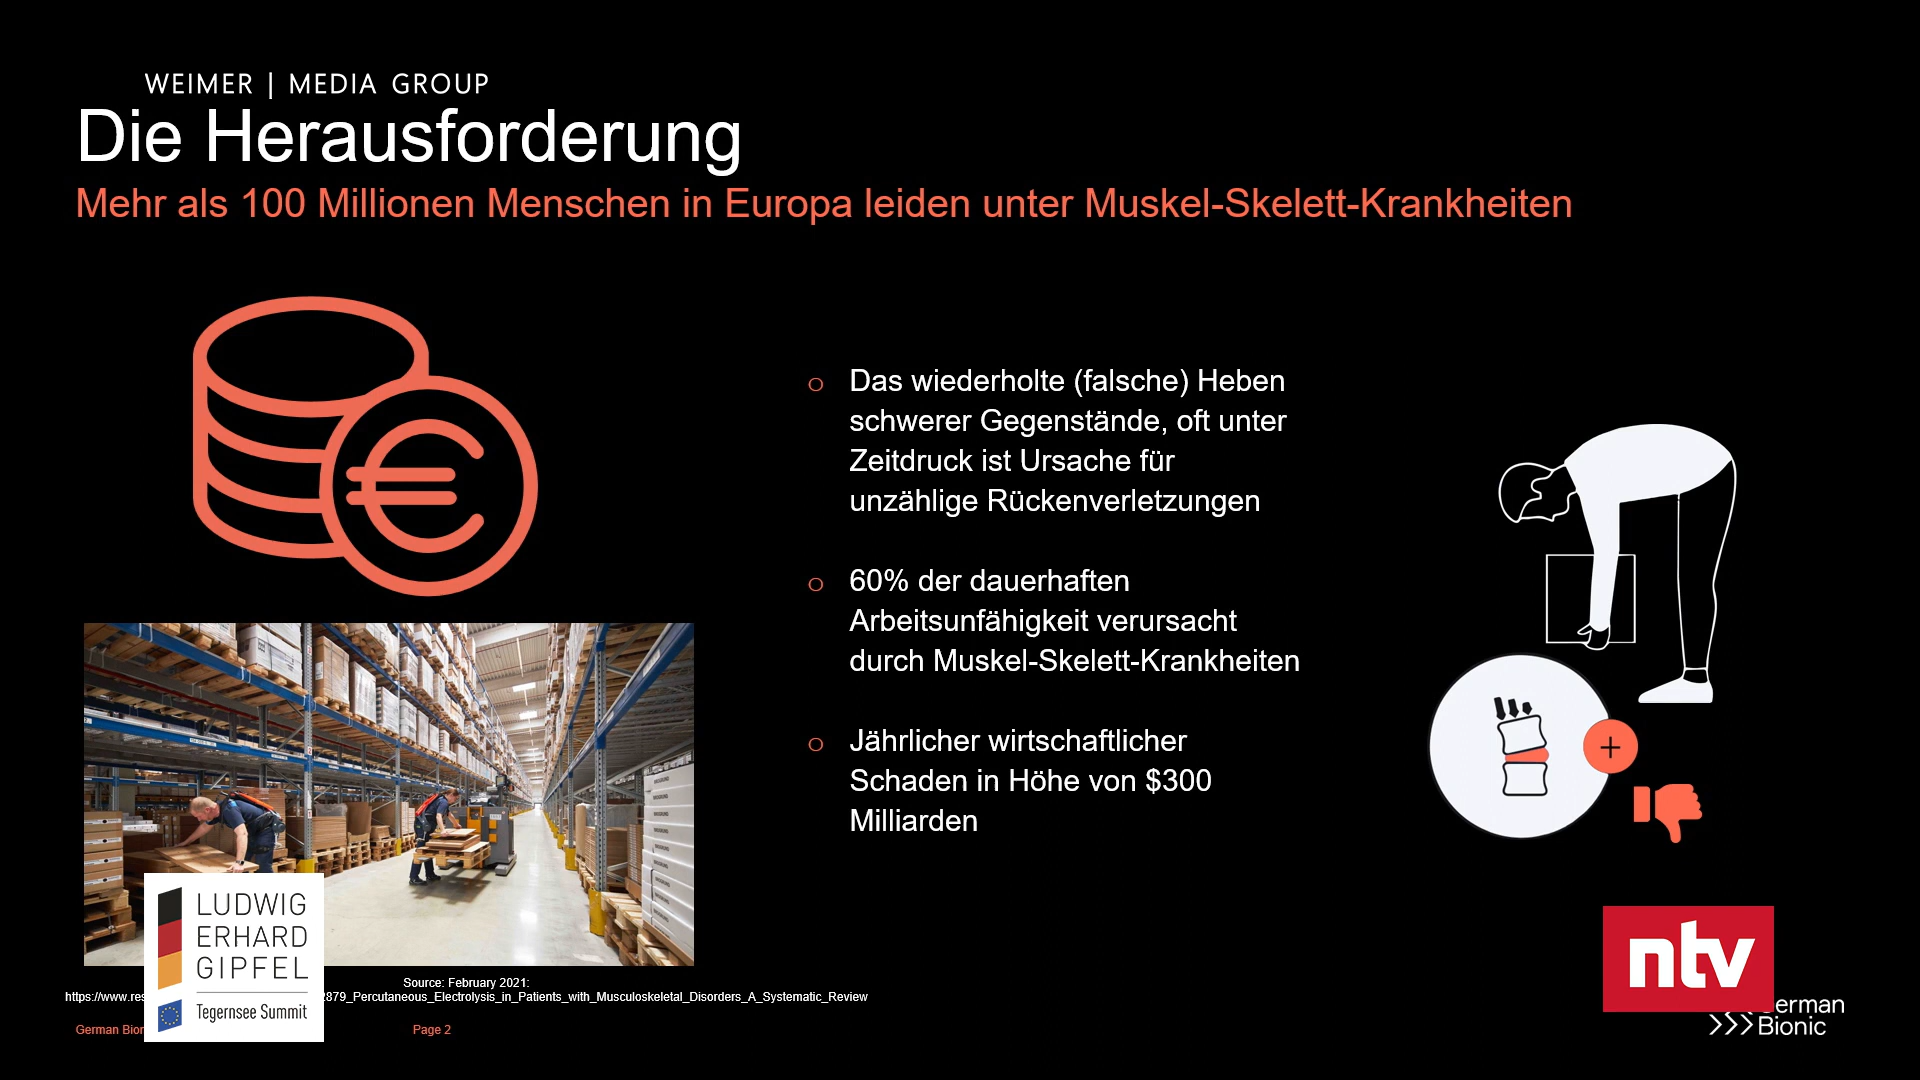 WEIMER | MEDIA GROUP
Die Herausforderung
Mehr als 100 Millionen Menschen in Europa leiden unter Muskel-Skelett-Krankheiten
o Das wiederholte (falsche) Heben
schwerer Gegenstände, oft unter
Zeitdruck ist Ursache für
unzählige Rückenverletzungen
o 60% der dauerhaften
Arbeitsunfähigkeit verursacht
durch Muskel-Skelett-Krankheiten
o Jährlicher wirtschaftlicher
Schaden in Höhe von $300
Milliarden
LUDWIG
ERHARD
GIPFEL
Tegernsee Summit
Source: February 2021:
https://www.res 2879_Percutaneous_Electrolysis_in_Patients_with_Musculoskeletal_Disorders_A_Systematic_Review
German Page 2
ntv
Bionic